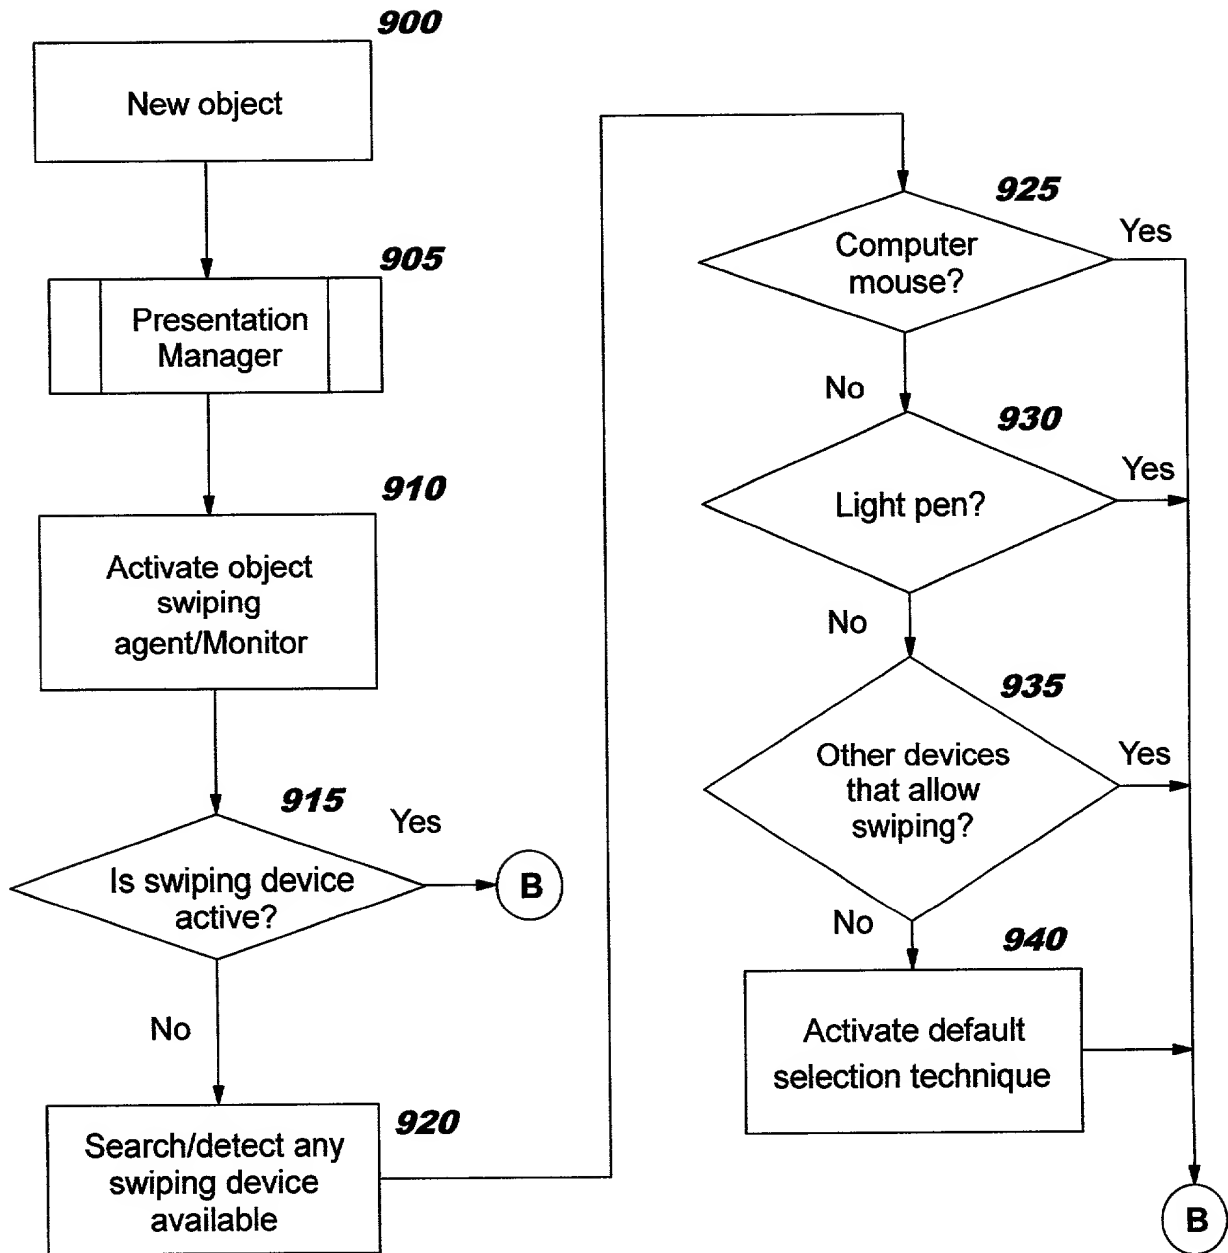 900
New object
905
Presentation
Manager
910
Activate object
swiping
agent/Monitor
915
Yes
Is swiping device
active?
B
No
920
Search/detect any
swiping device
available
925
Yes
Computer
mouse?
No
930
Yes
Light pen?
No
935
Yes
Other devices
that allow
swiping?
No
940
Activate default
selection technique
B